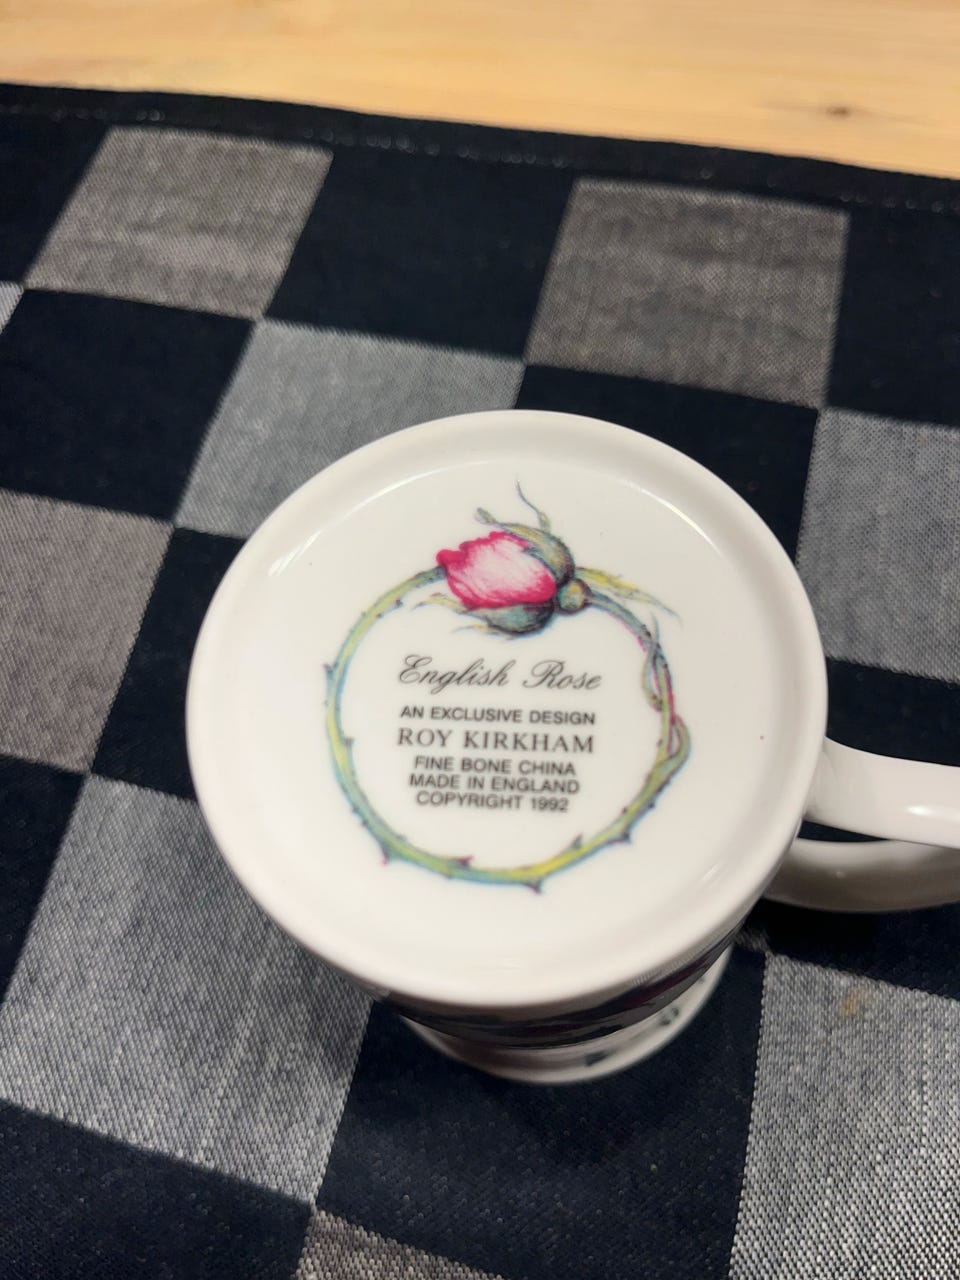 English Rose
AN EXCLUSIVE DESIGN
ROY KIRKHAM
FINE BONE CHINA
MADE IN ENGLAND
COPYRIGHT 1992